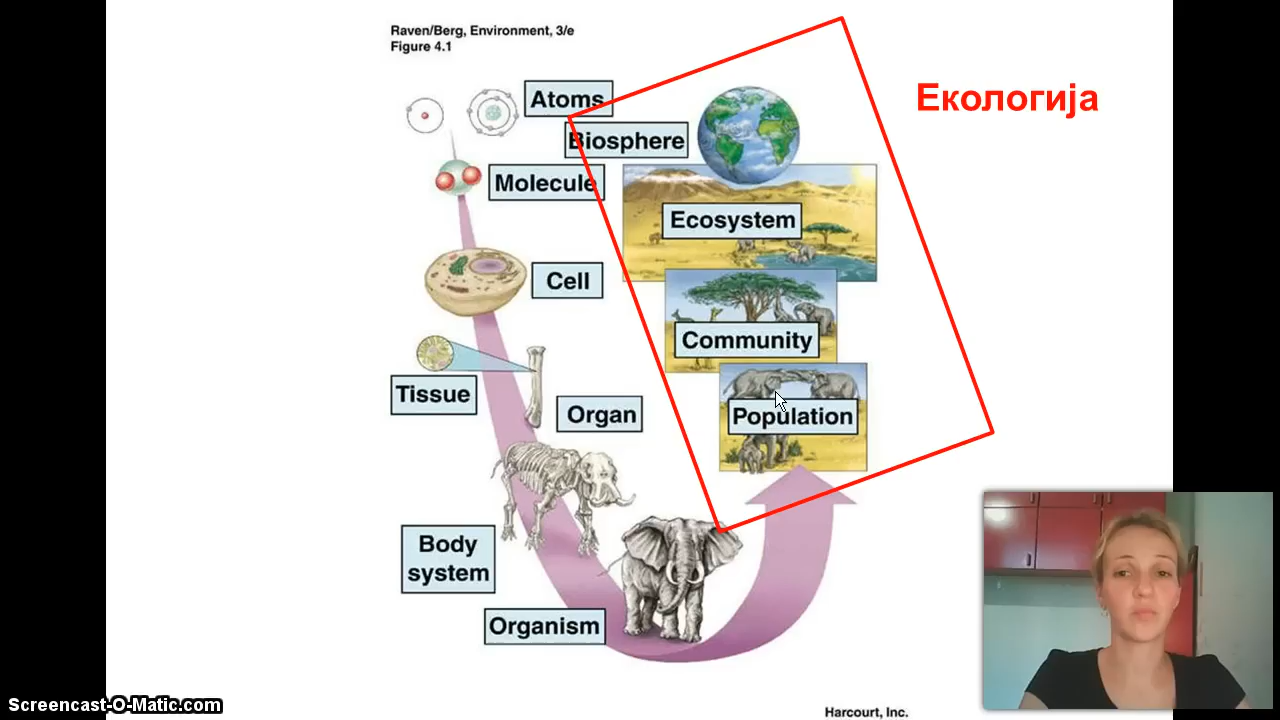 Raven/Berg, Environment, 3/e
Figure 4.1
Atoms
Biosphere
Molecule
Ecosystem
Cell
Community
Tissue
Organ
Population
Body
system
Organism
Екологија
Screencast-O-Matic.com
Harcourt, Inc.